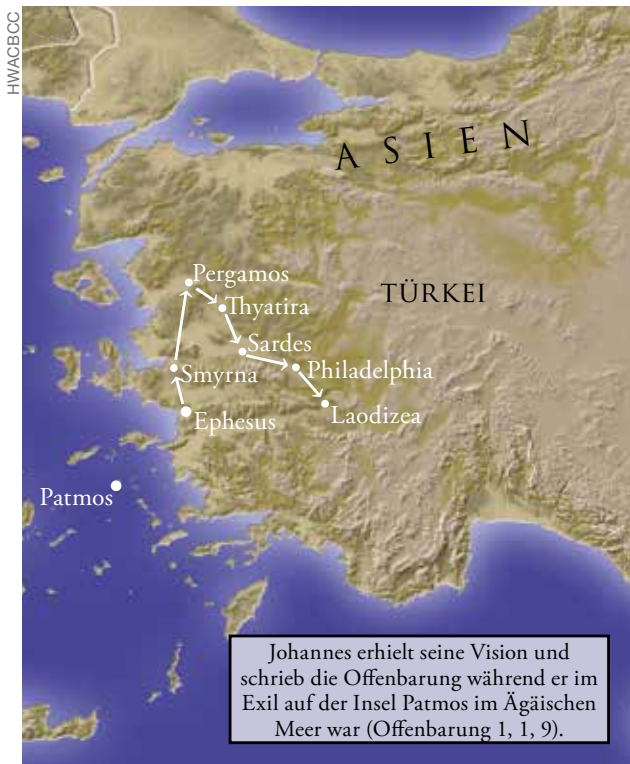 HWACBCC
ASIEN
TÜRKEI
Pergamos
Thyatira
Sardes
Smyrna
Philadelphia
Ephesus
Laodizea
Patmos
Johannes erhielt seine Vision und
schrieb die Offenbarung während er im
Exil auf der Insel Patmos im Ägäischen
Meer war (Offenbarung 1, 1, 9).